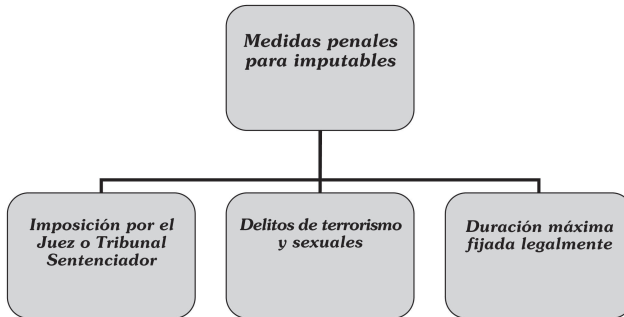 Medidas penales
para imputables
Imposición por el
Juez o Tribunal
Sentenciador
Delitos de terrorismo
y sexuales
Duración máxima
fijada legalmente